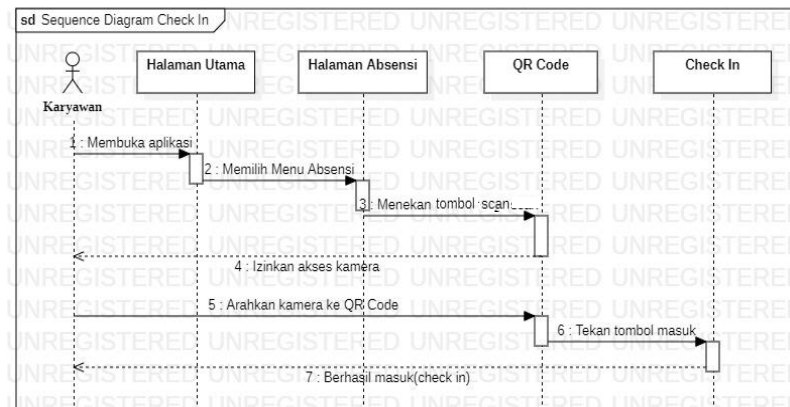 sd Sequence Diagram Check In
Halaman Utama
Halaman Absensi
QR Code
Check In
Karyawan
1 : Membuka aplikasi
2 : Memilih Menu Absensi
3 : Menekan tombol scan
4 : Izinkan akses kamera
5 : Arahkan kamera ke QR Code
6 : Tekan tombol masuk
7 : Berhasil masuk(check in)
UNREGISTERED UNREGISTERED UNREGISTERED